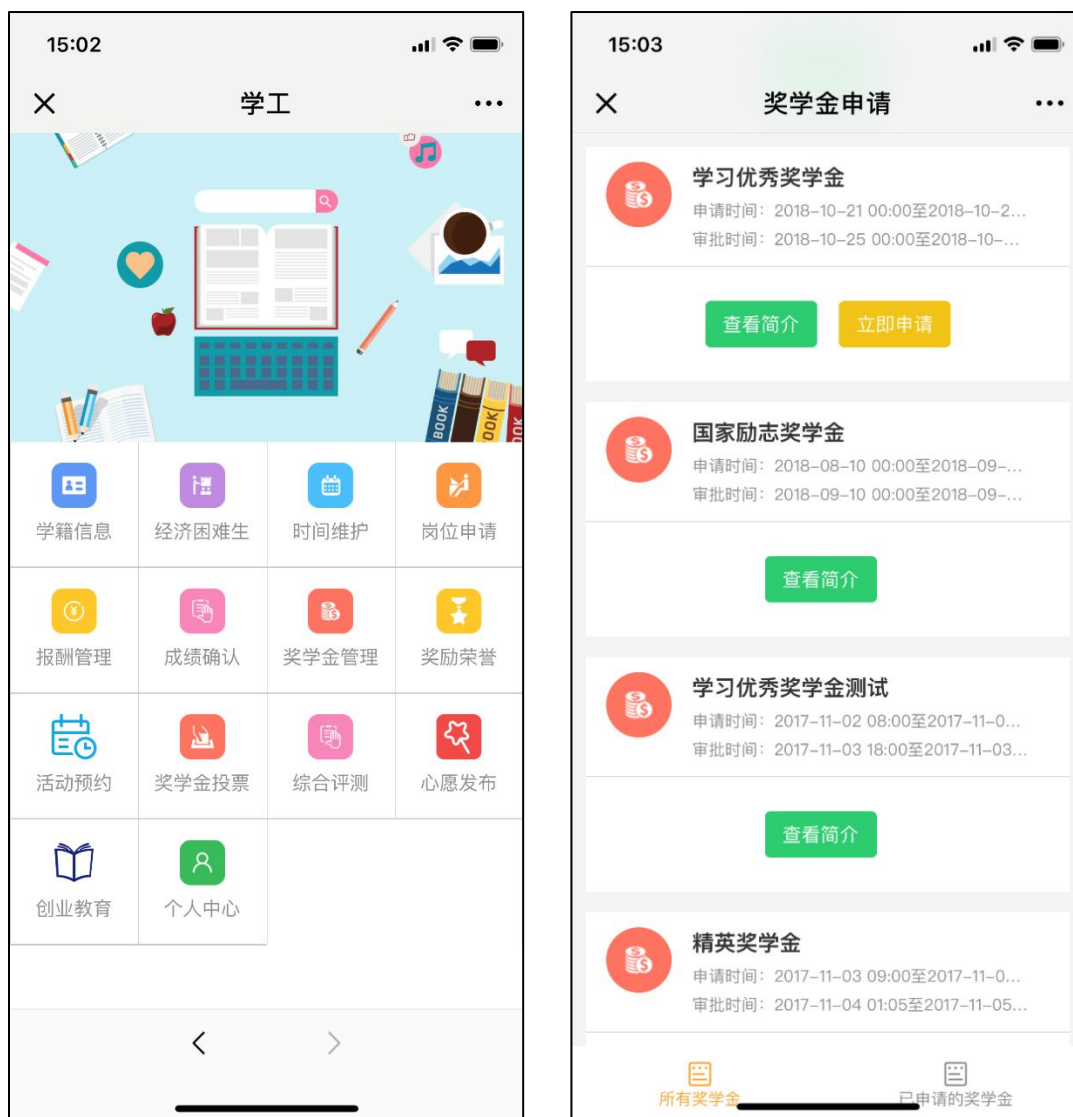 15:02
学工
BOOK
BOOK
学籍信息
经济困难生
时间维护
岗位申请
报酬管理
成绩确认
奖学金管理
奖励荣誉
活动预约
奖学金投票
综合评测
心愿发布
创业教育
个人中心
15:03
奖学金申请
学习优秀奖学金
申请时间：2018-10-21 00:00至2018-10-2...
审批时间：2018-10-25 00:00至2018-10-...
查看简介
立即申请
国家励志奖学金
申请时间：2018-08-10 00:00至2018-09-...
审批时间：2018-09-10 00:00至2018-09-...
查看简介
学习优秀奖学金测试
申请时间：2017-11-02 08:00至2017-11-0...
审批时间：2017-11-03 18:00至2017-11-03...
查看简介
精英奖学金
申请时间：2017-11-03 09:00至2017-11-0...
审批时间：2017-11-04 01:05至2017-11-05...
所有奖学金
已申请的奖学金